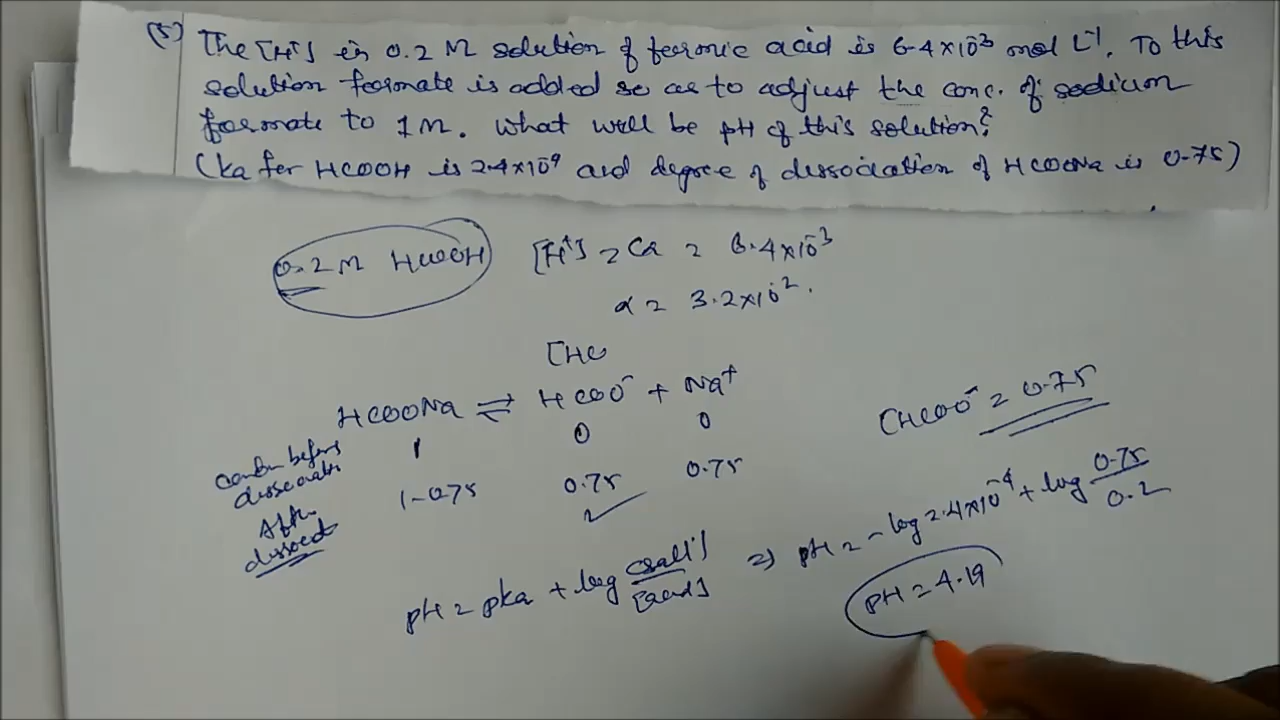 (5) The [H+] in 0.2 M solution of formic acid is 6.4×10⁻³ mol L⁻¹. To this
solution formate is added so as to adjust the conc. of sodium
formate to 1M. What will be pH of this solution?
(ka for HCOOH is 2.4×10⁻⁴ and degree of dissociation of HCOONa is 0.75)
0.2 M HCOOH [H+] = Cα = 6.4×10⁻³
α = 3.2×10⁻².
[HC
HCOONa ⇌ HCOO⁻ + Na⁺
[HCOO⁻ = 0.75
before dissociation 1 0 0
After dissociat 1-0.75 0.75 0.75
pH = pka + log [salt]/[acid] ⇒ pH = -log 2.4×10⁻⁴ + log 0.75/0.2
pH = 4.19